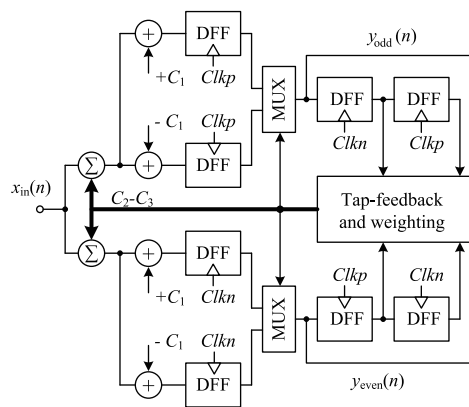 DFF
Clkp
+C₁
y_odd(n)
MUX
DFF
DFF
- C₁
Clkp
Clkn
Clkp
DFF
Σ
x_in(n)
C₂-C₃
Tap-feedback
and weighting
Σ
DFF
Clkn
+C₁
MUX
Clkp
Clkn
DFF
DFF
- C₁
Clkn
DFF
y_even(n)